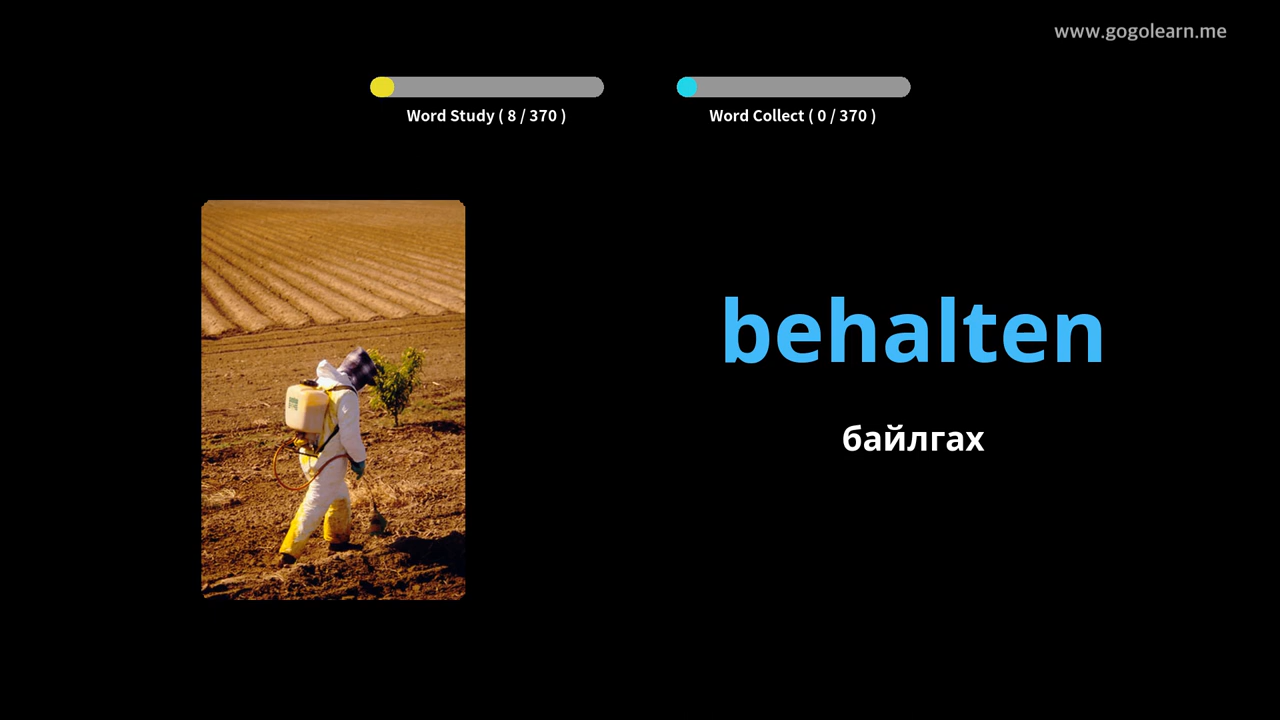 www.gogolearn.me
Word Study ( 8 / 370 )
Word Collect ( 0 / 370 )
behalten
байлгах